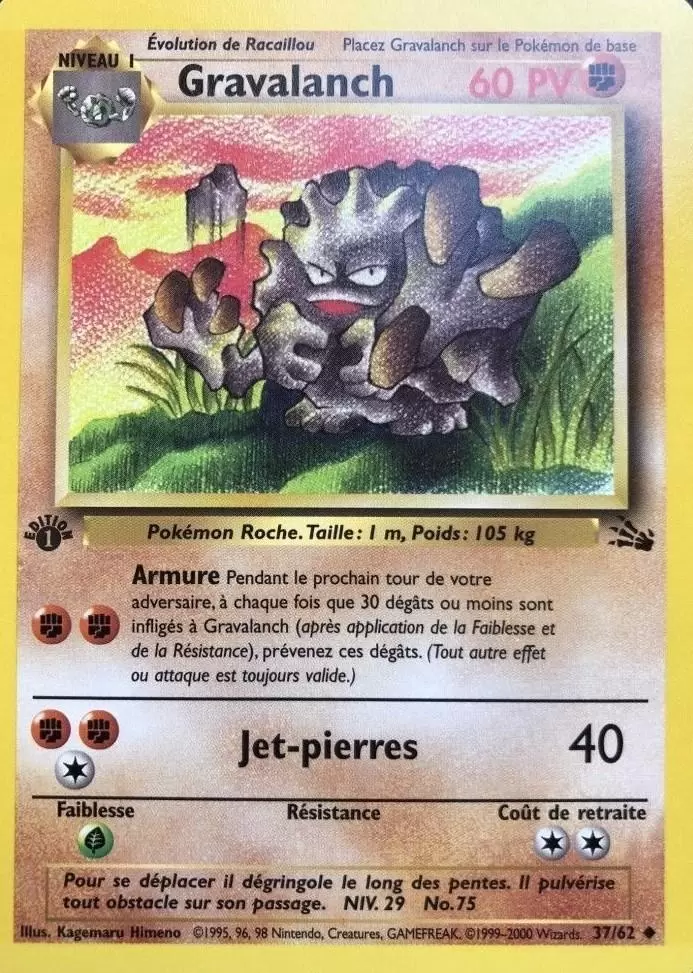 Évolution de Racaillou Placez Gravalanch sur le Pokémon de base
NIVEAU I
Gravalanch 60 PV
EDITION
1
Pokémon Roche. Taille: 1 m, Poids: 105 kg
Armure Pendant le prochain tour de votre
adversaire, à chaque fois que 30 dégâts ou moins sont
infligés à Gravalanch (après application de la Faiblesse et
de la Résistance), prévenez ces dégâts. (Tout autre effet
ou attaque est toujours valide.)
Jet-pierres 40
Faiblesse Résistance Coût de retraite
Pour se déplacer il dégringole le long des pentes. Il pulvérise
tout obstacle sur son passage. NIV. 29 No. 75
Illus. Kagemaru Himeno ©1995, 96, 98 Nintendo, Creatures, GAMEFREAK. ©1999-2000 Wizards. 37/62